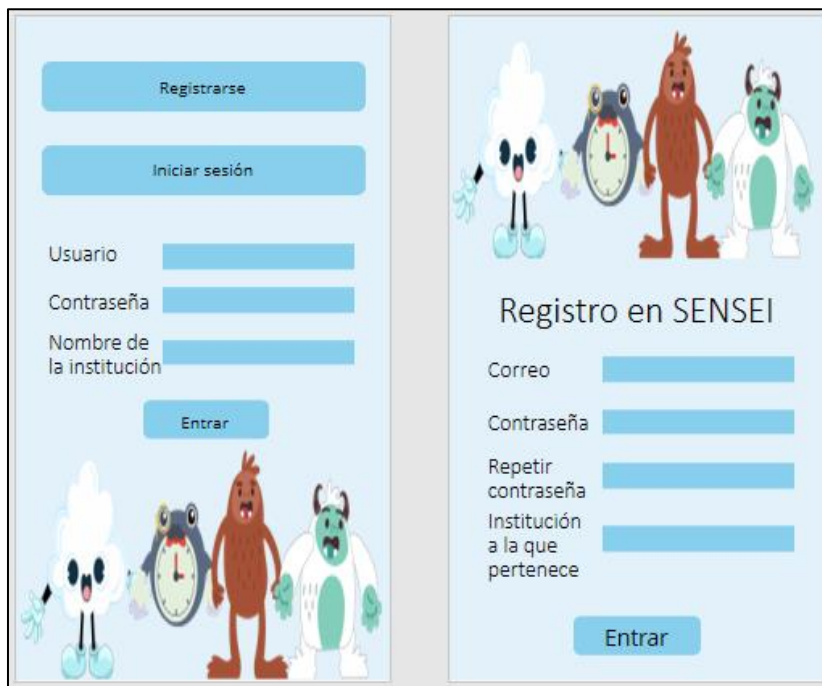 Registrarse
Iniciar sesión
Usuario
Contraseña
Nombre de
la institución
Entrar
Registro en SENSEI
Correo
Contraseña
Repetir
contraseña
Institución
a la que
pertenece
Entrar